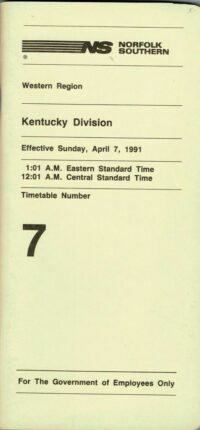 NS NORFOLK
SOUTHERN
®
Western Region
Kentucky Division
Effective Sunday, April 7, 1991
1:01 A.M. Eastern Standard Time
12:01 A.M. Central Standard Time
Timetable Number
7
For The Government of Employees Only